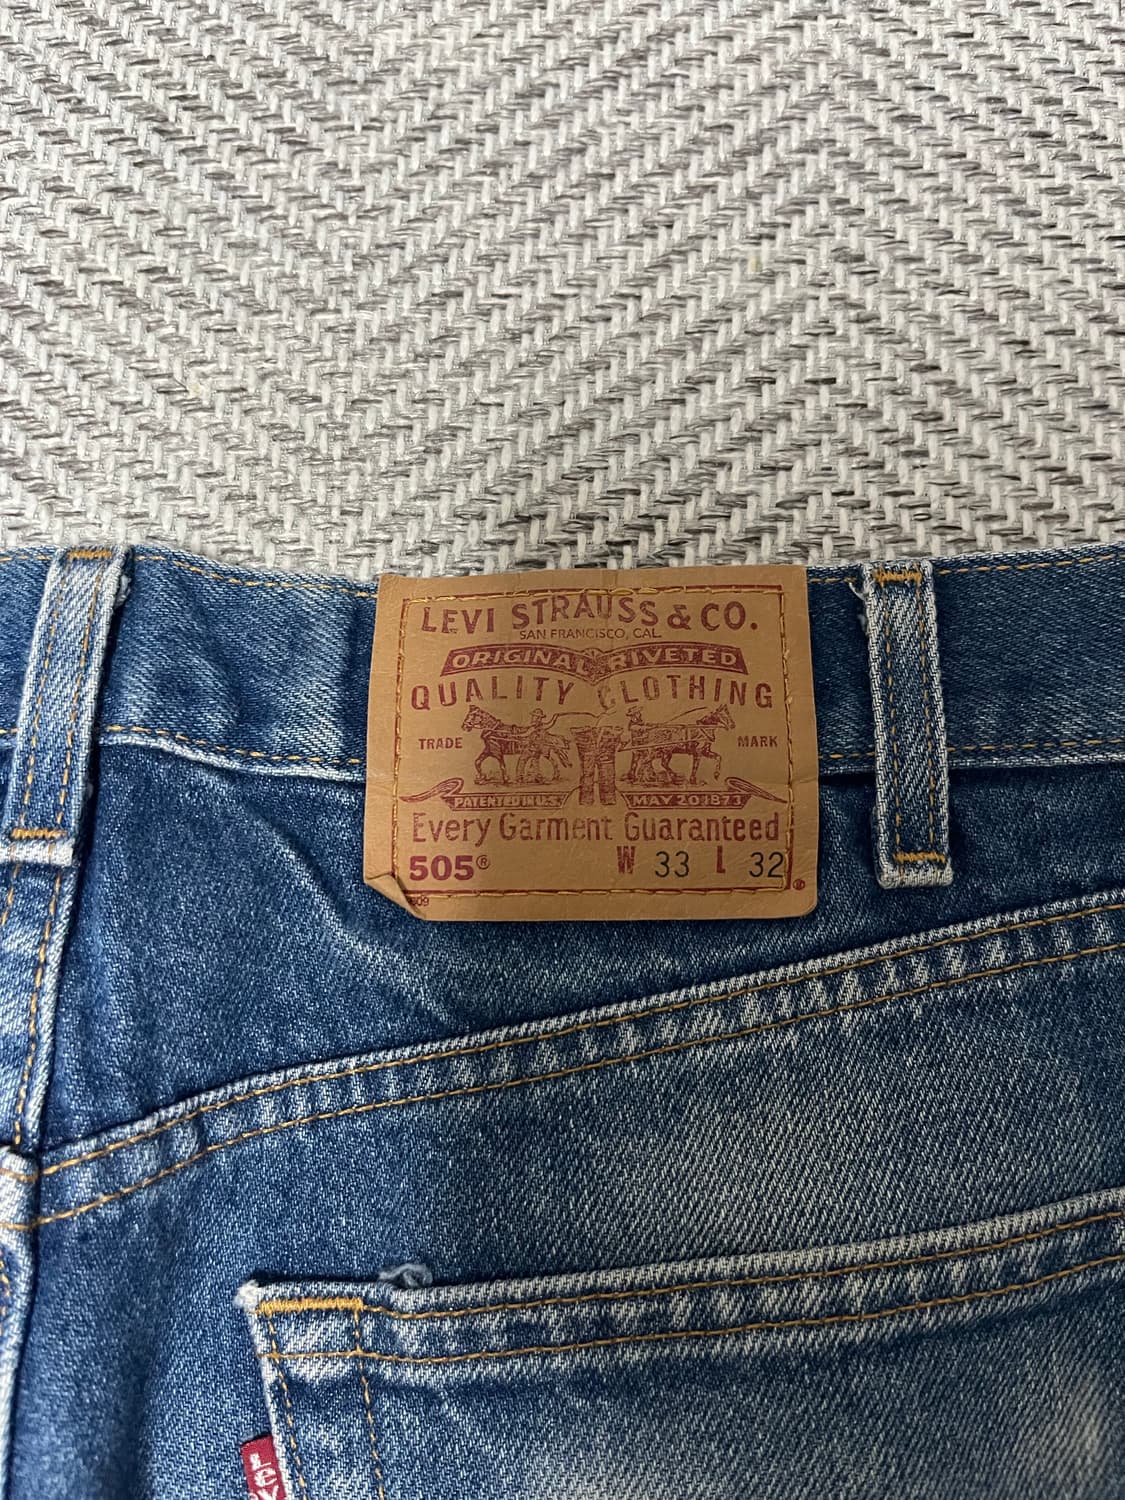 LEVI STRAUSS & CO.
SAN FRANCISCO, CAL.
ORIGINAL RIVETED
QUALITY CLOTHING
TRADE MARK
PATENTED IN U.S. MAY 20 1873
Every Garment Guaranteed
505® W 33 L 32
®